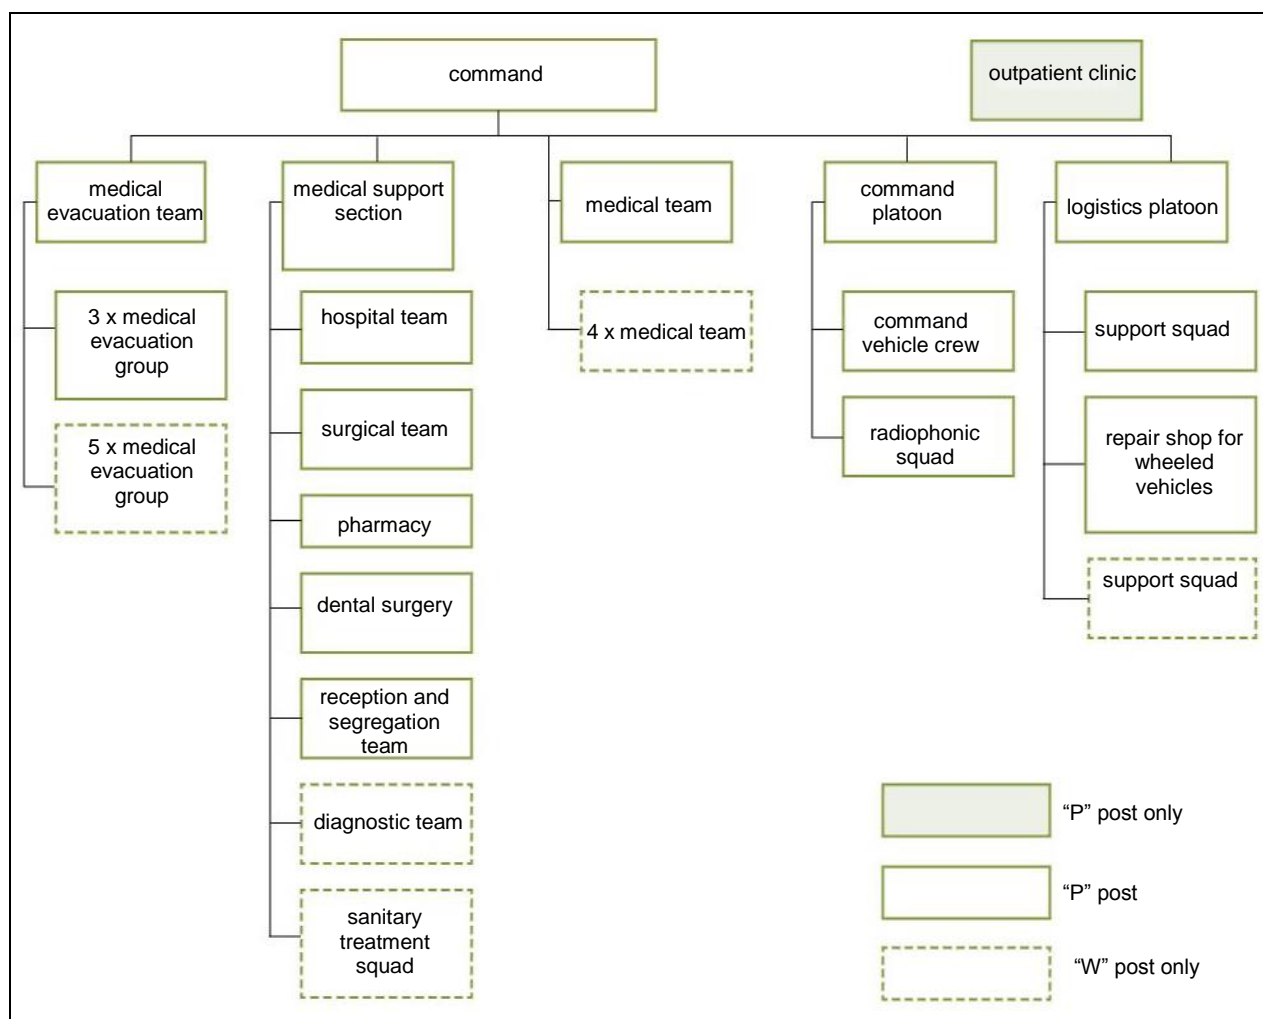 command
outpatient clinic
medical
evacuation team
medical support
section
medical team
command
platoon
logistics platoon
3 x medical
evacuation
group
hospital team
4 x medical team
command
vehicle crew
support squad
5 x medical
evacuation
group
surgical team
radiophonic
squad
repair shop for
wheeled
vehicles
pharmacy
dental surgery
support squad
reception and
segregation
team
diagnostic team
sanitary
treatment
squad
“P” post only
“P” post
“W” post only